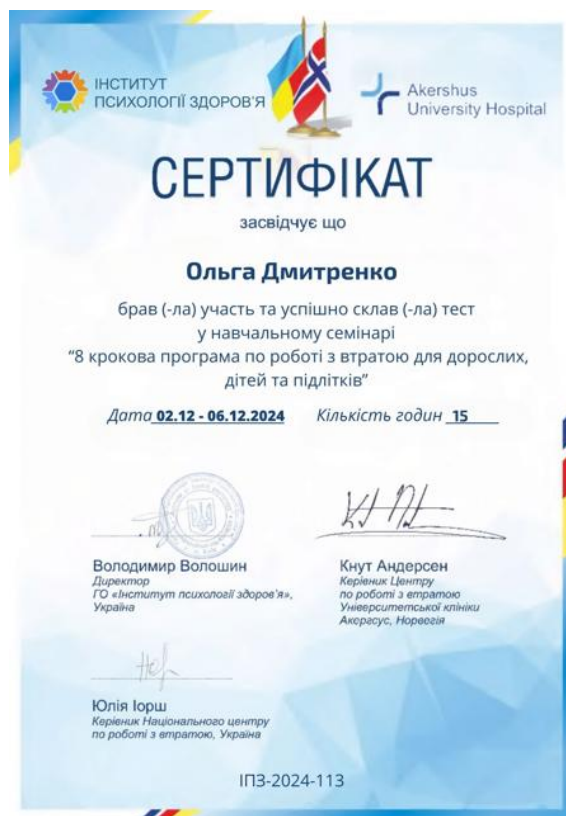 ІНСТИТУТ
ПСИХОЛОГІЇ ЗДОРОВ'Я
Akershus
University Hospital
СЕРТИФІКАТ
засвідчує що
Ольга Дмитренко
брав (-ла) участь та успішно склав (-ла) тест
у навчальному семінарі
“8 крокова програма по роботі з втратою для дорослих,
дітей та підлітків”
Дата 02.12 - 06.12.2024 Кількість годин 15
Володимир Волошин
Директор
ГО «Інститут психології здоров'я»,
Україна
Кнут Андерсен
Керівник Центру
по роботі з втратою
Університетської клініки
Акерсус, Норвегія
Юлія Іорш
Керівник Національного центру
по роботі з втратою, Україна
ІПЗ-2024-113